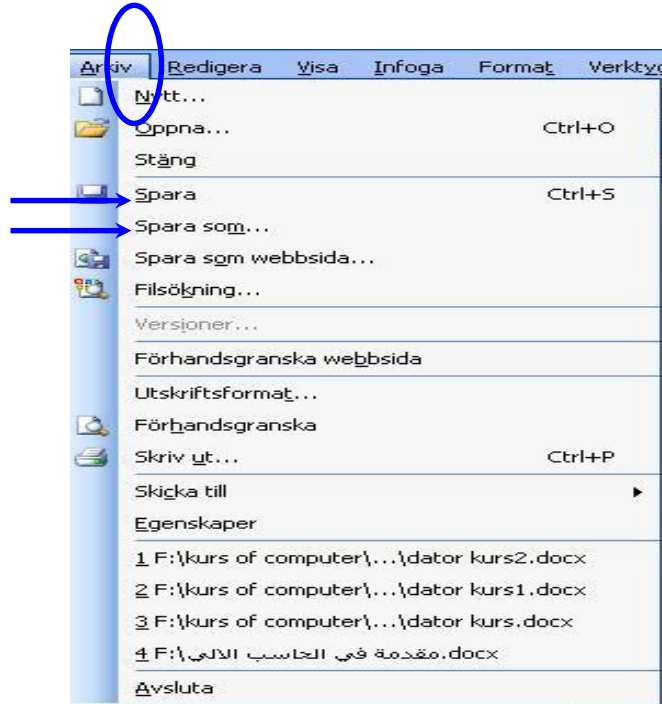 Arkiv Redigera Visa Infoga Format Verktyg
Nytt...
Öppna... Ctrl+O
Stäng
Spara Ctrl+S
Spara som...
Spara som webbsida...
Filsökning...
Versioner...
Förhandsgranska webbsida
Utskriftsformat...
Förhandsgranska
Skriv ut... Ctrl+P
Skicka till
Egenskaper
1 F:\kurs of computer\...\dator kurs2.docx
2 F:\kurs of computer\...\dator kurs1.docx
3 F:\kurs of computer\...\dator kurs.docx
4 F:\مقدمة في الحاسب الالي.docx
Avsluta